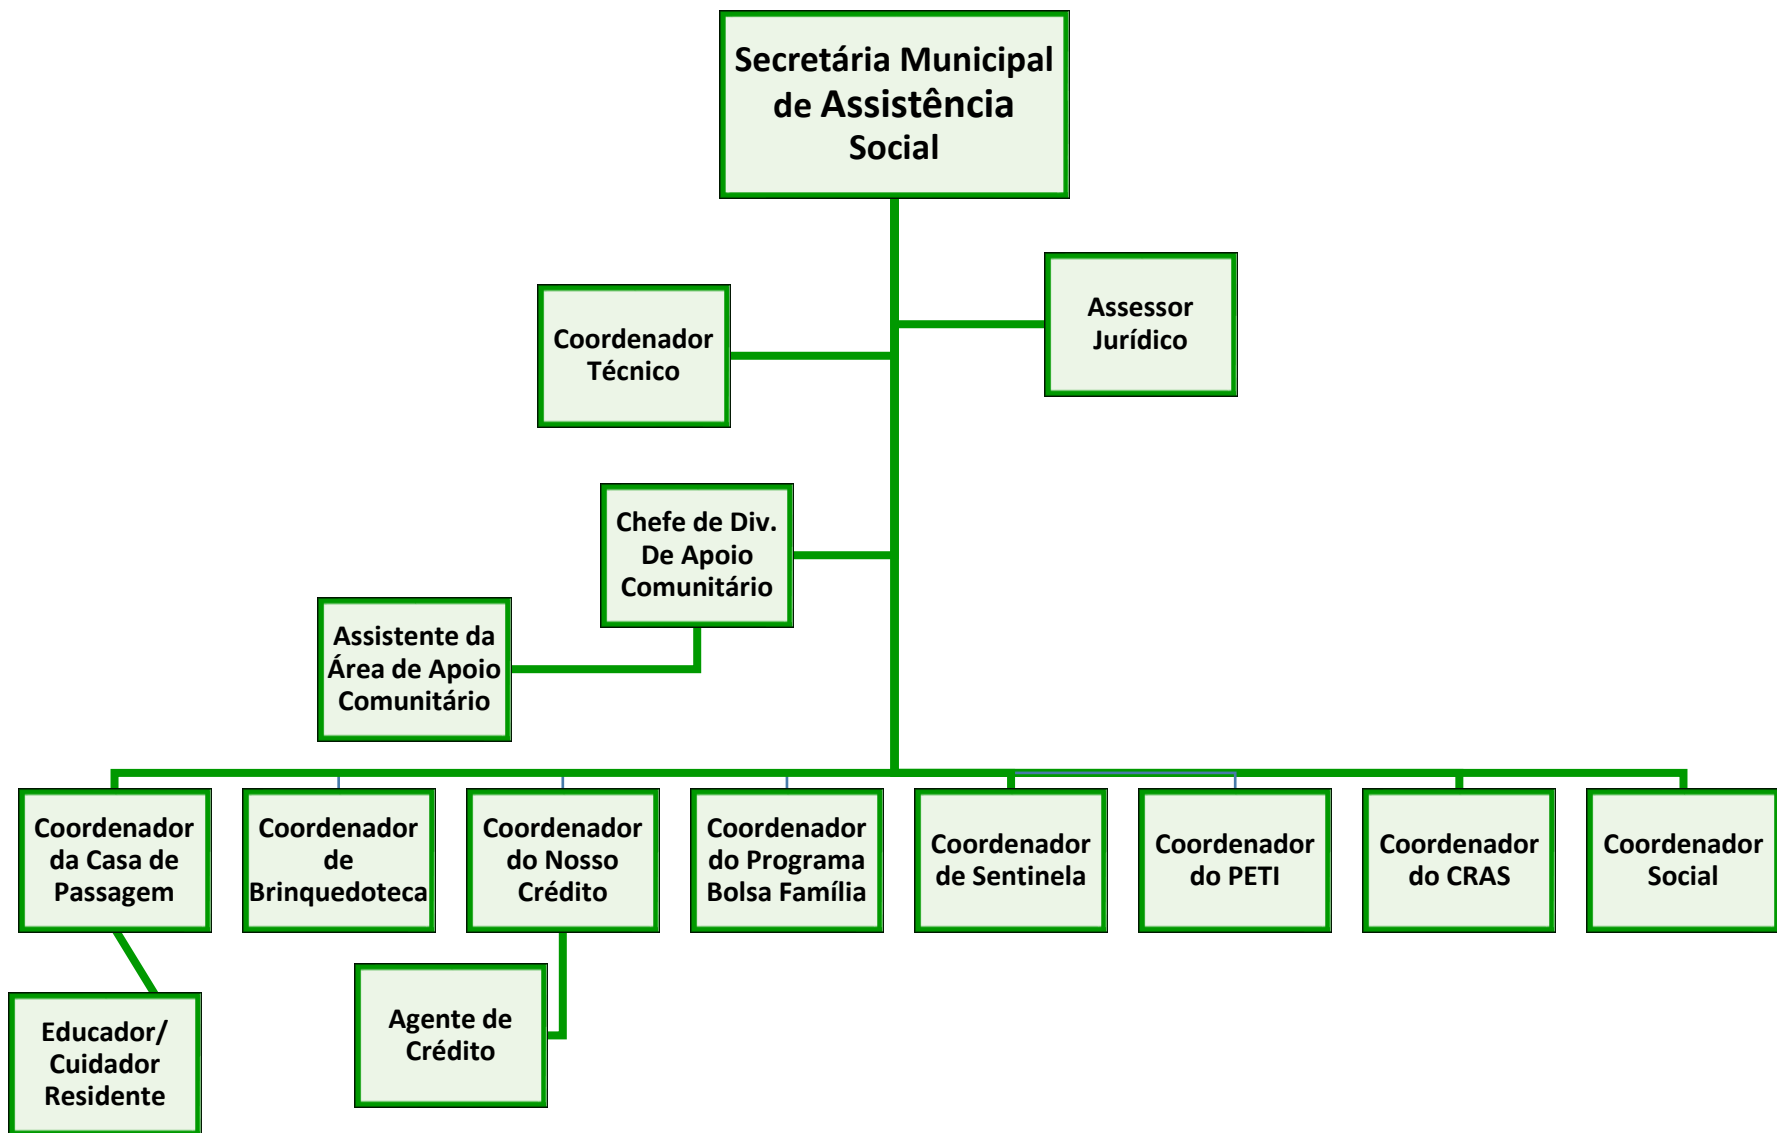 Secretária Municipal
de Assistência
Social
Assessor
Jurídico
Coordenador
Técnico
Chefe de Div.
De Apoio
Comunitário
Assistente da
Área de Apoio
Comunitário
Coordenador
da Casa de
Passagem
Coordenador
de
Brinquedoteca
Coordenador
do Nosso
Crédito
Coordenador
do Programa
Bolsa Família
Coordenador
de Sentinela
Coordenador
do PETI
Coordenador
do CRAS
Coordenador
Social
Educador/
Cuidador
Residente
Agente de
Crédito